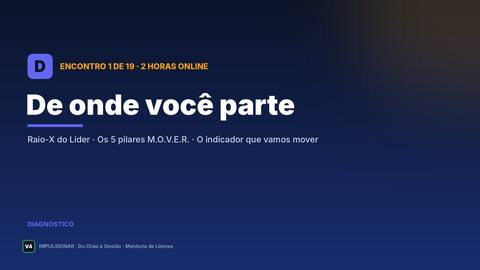 D
ENCONTRO 1 DE 19 · 2 HORAS ONLINE
De onde você parte
Raio-X do Líder · Os 5 pilares M.O.V.E.R. · O indicador que vamos mover
DIAGNÓSTICO
V4 IMPULSIONAR · Do Chão à Gestão · Mentoria de Líderes